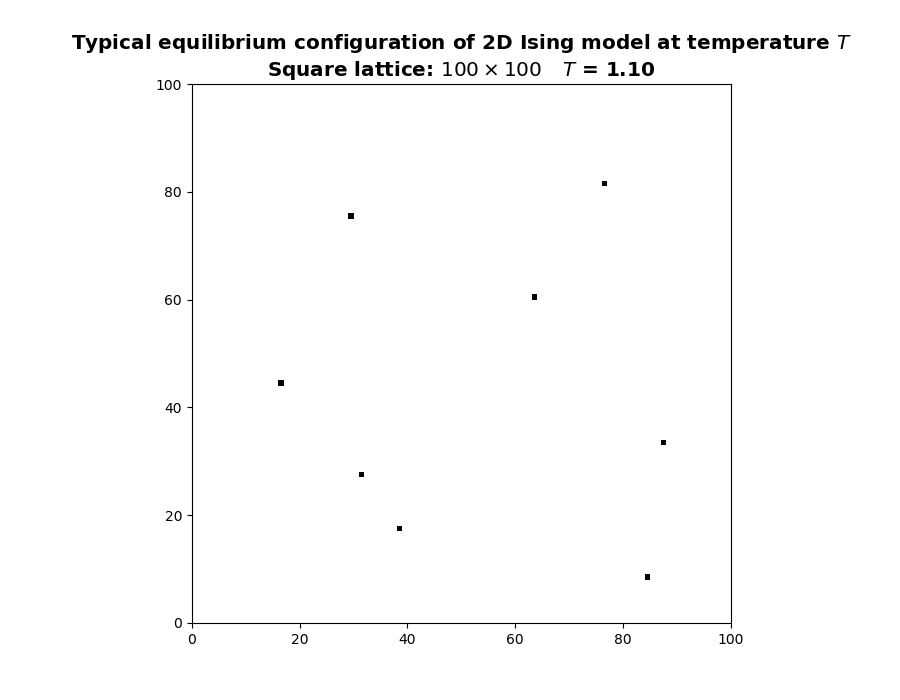 Typical equilibrium configuration of 2D Ising model at temperature T
Square lattice: 100 × 100 T = 1.10
100
80
60
40
20
0
0 20 40 60 80 100